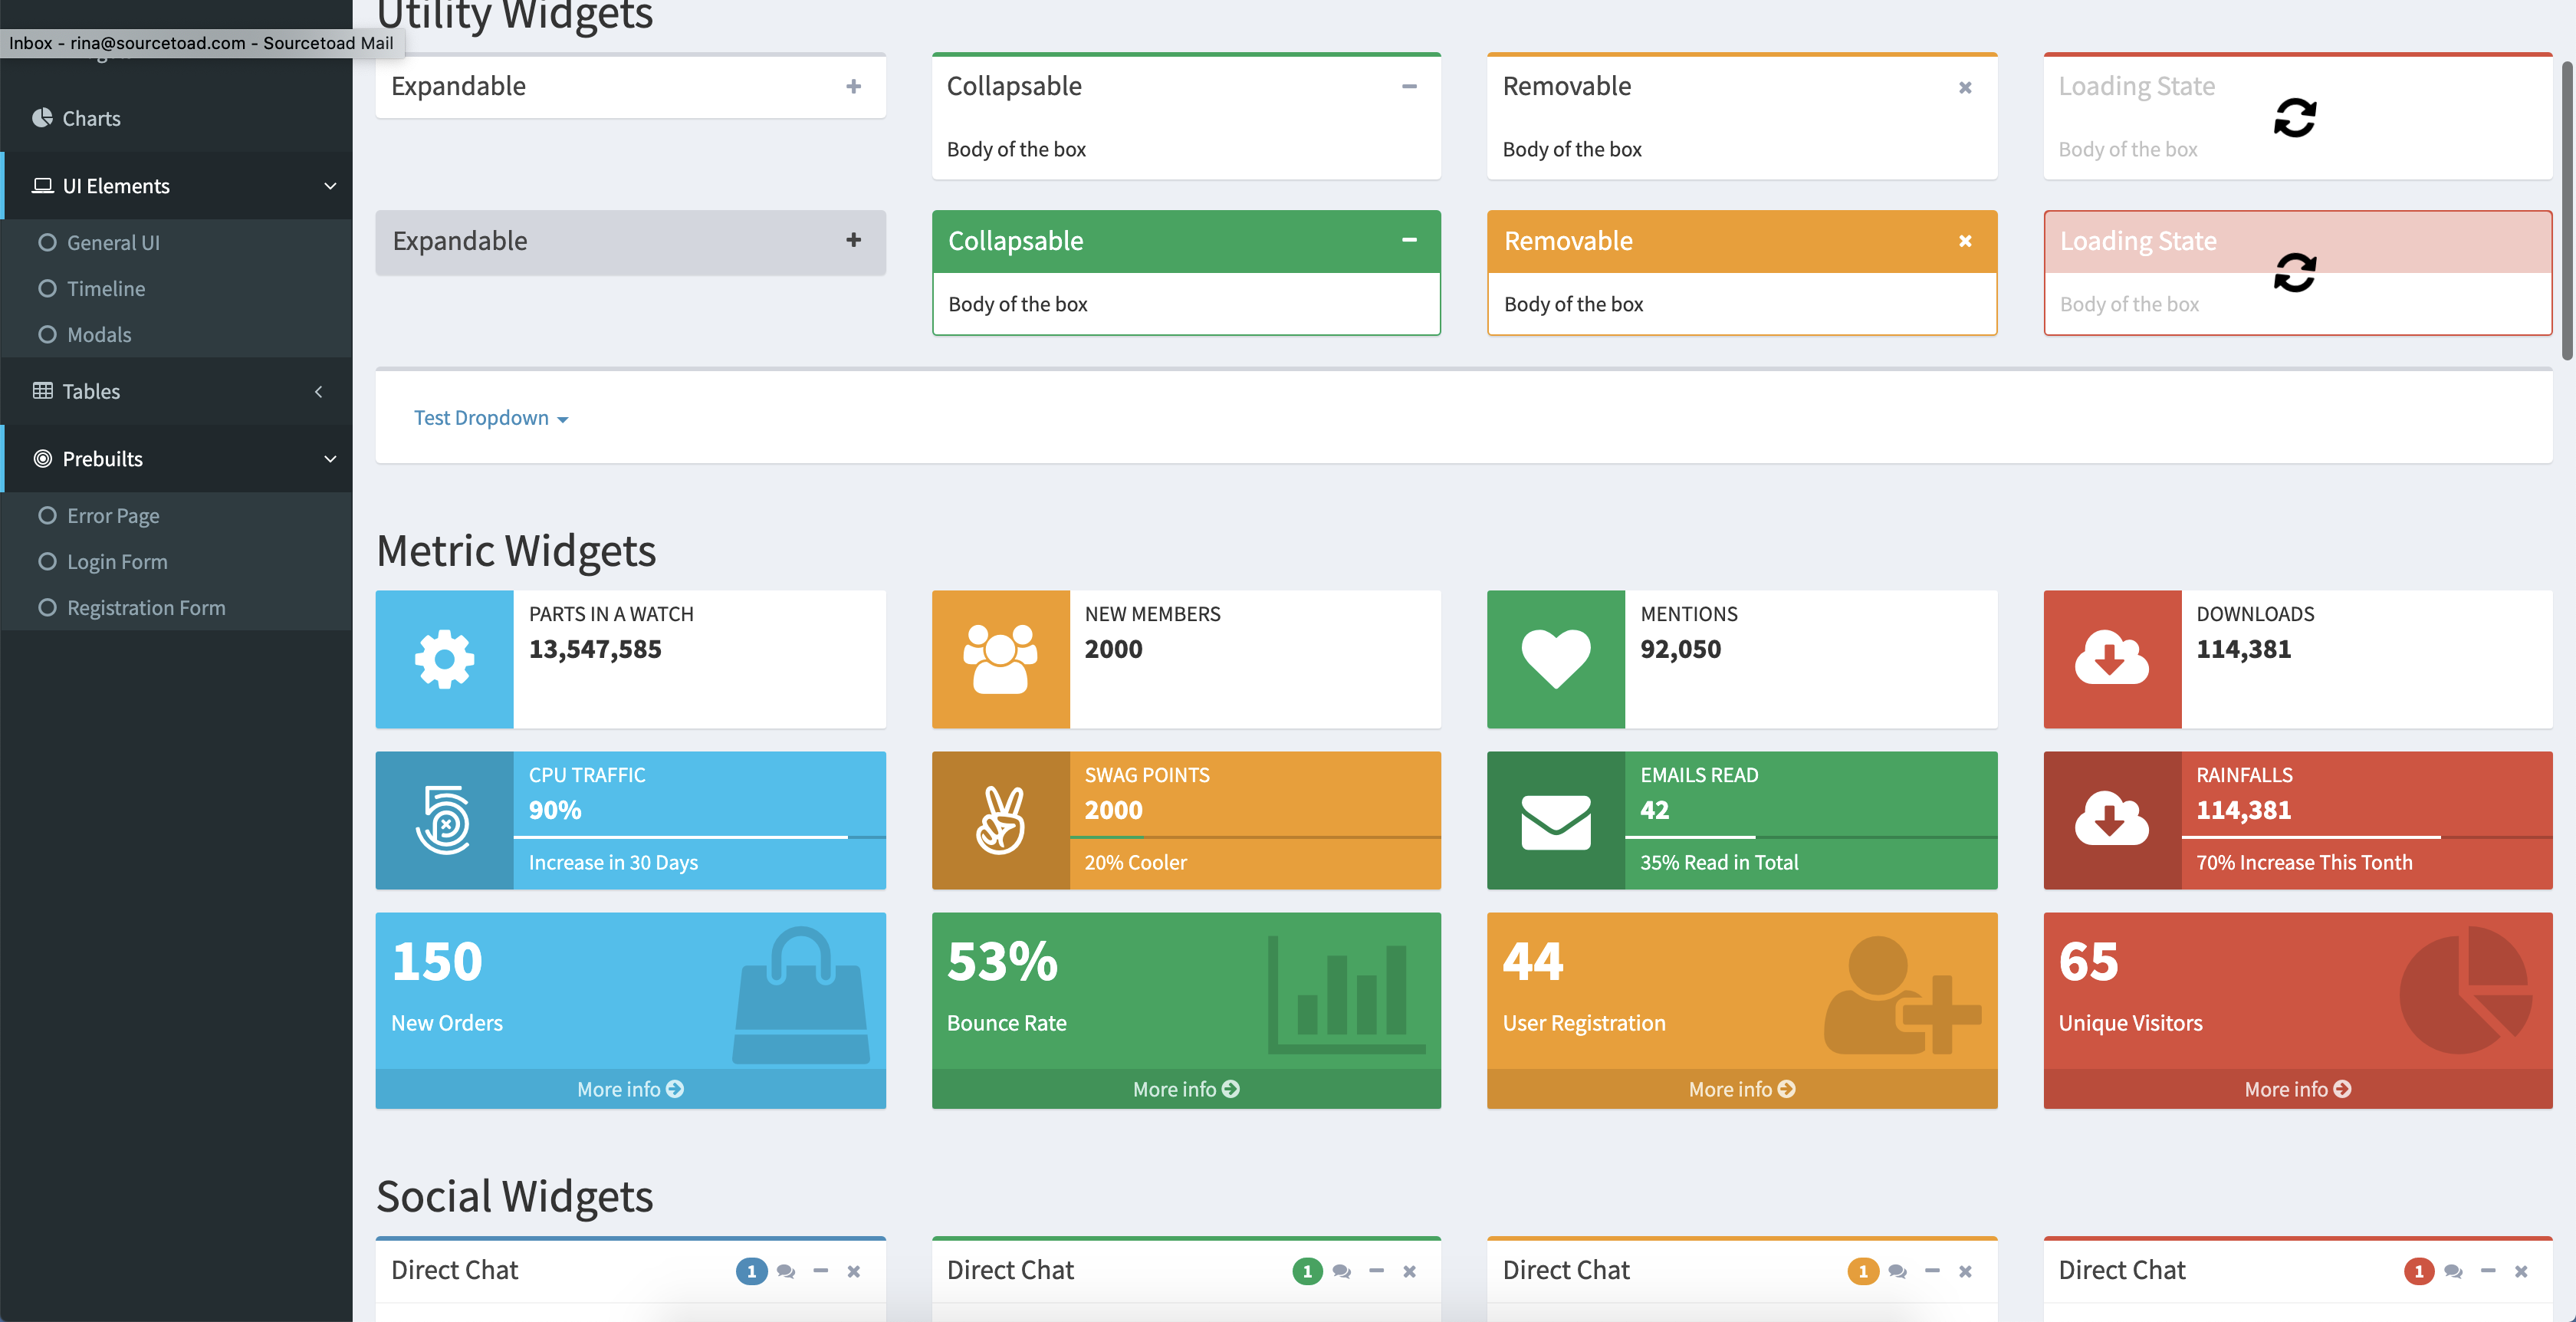 Utility Widgets
Inbox - rina@sourcetoad.com - Sourcetoad Mail
Charts
UI Elements
General UI
Timeline
Modals
Tables
Prebuilts
Error Page
Login Form
Registration Form
Expandable
Collapsable
Removable
Loading State
Body of the box
Body of the box
Body of the box
Expandable
Collapsable
Removable
Loading State
Body of the box
Body of the box
Body of the box
Test Dropdown
Metric Widgets
PARTS IN A WATCH
13,547,585
NEW MEMBERS
2000
MENTIONS
92,050
DOWNLOADS
114,381
CPU TRAFFIC
90%
Increase in 30 Days
SWAG POINTS
2000
20% Cooler
EMAILS READ
42
35% Read in Total
RAINFALLS
114,381
70% Increase This Tonth
150
New Orders
More info
53%
Bounce Rate
More info
44
User Registration
More info
65
Unique Visitors
More info
Social Widgets
Direct Chat
1
Direct Chat
1
Direct Chat
1
Direct Chat
1